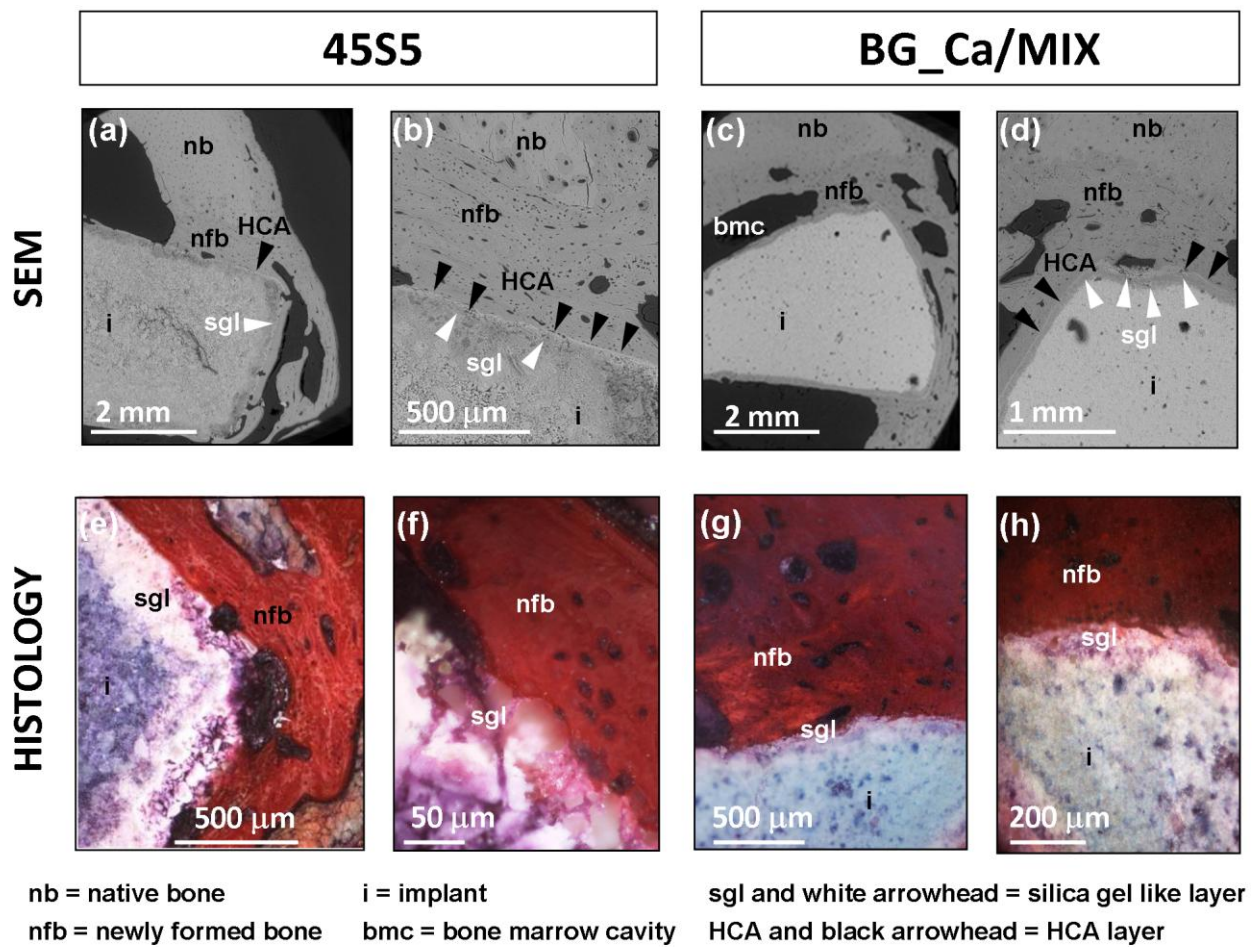 45S5
BG_Ca/MIX
SEM
(a)
nb
nfb
HCA
i
sgl
2 mm
(b)
nb
nfb
HCA
sgl
i
500 μm
(c)
nb
nfb
bmc
i
2 mm
(d)
nb
nfb
HCA
sgl
i
1 mm
HISTOLOGY
(e)
sgl
nfb
i
500 μm
(f)
nfb
sgl
50 μm
(g)
nfb
sgl
i
500 μm
(h)
nfb
sgl
i
200 μm
nb = native bone
i = implant
sgl and white arrowhead = silica gel like layer
nfb = newly formed bone
bmc = bone marrow cavity
HCA and black arrowhead = HCA layer